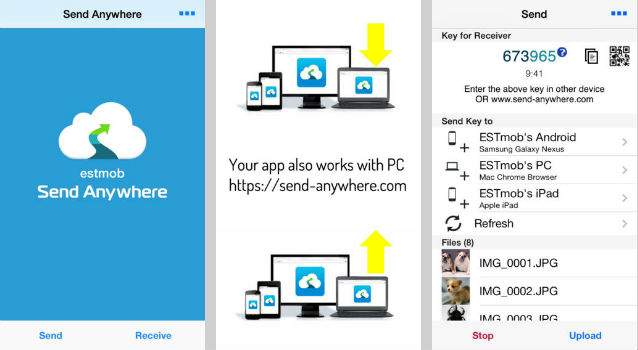 Send Anywhere
estmob
Send Anywhere
Send
Receive
Your app also works with PC
https://send-anywhere.com
Send
Key for Receiver
673965?
9:41
Enter the above key in other device
OR www.send-anywhere.com
Send Key to
ESTmob's Android
Samsung Galaxy Nexus
ESTmob's PC
Mac Chrome Browser
ESTmob's iPad
Apple iPad
Refresh
Files (8)
IMG_0001.JPG
IMG_0002.JPG
IMG_0003.JPG
Stop
Upload